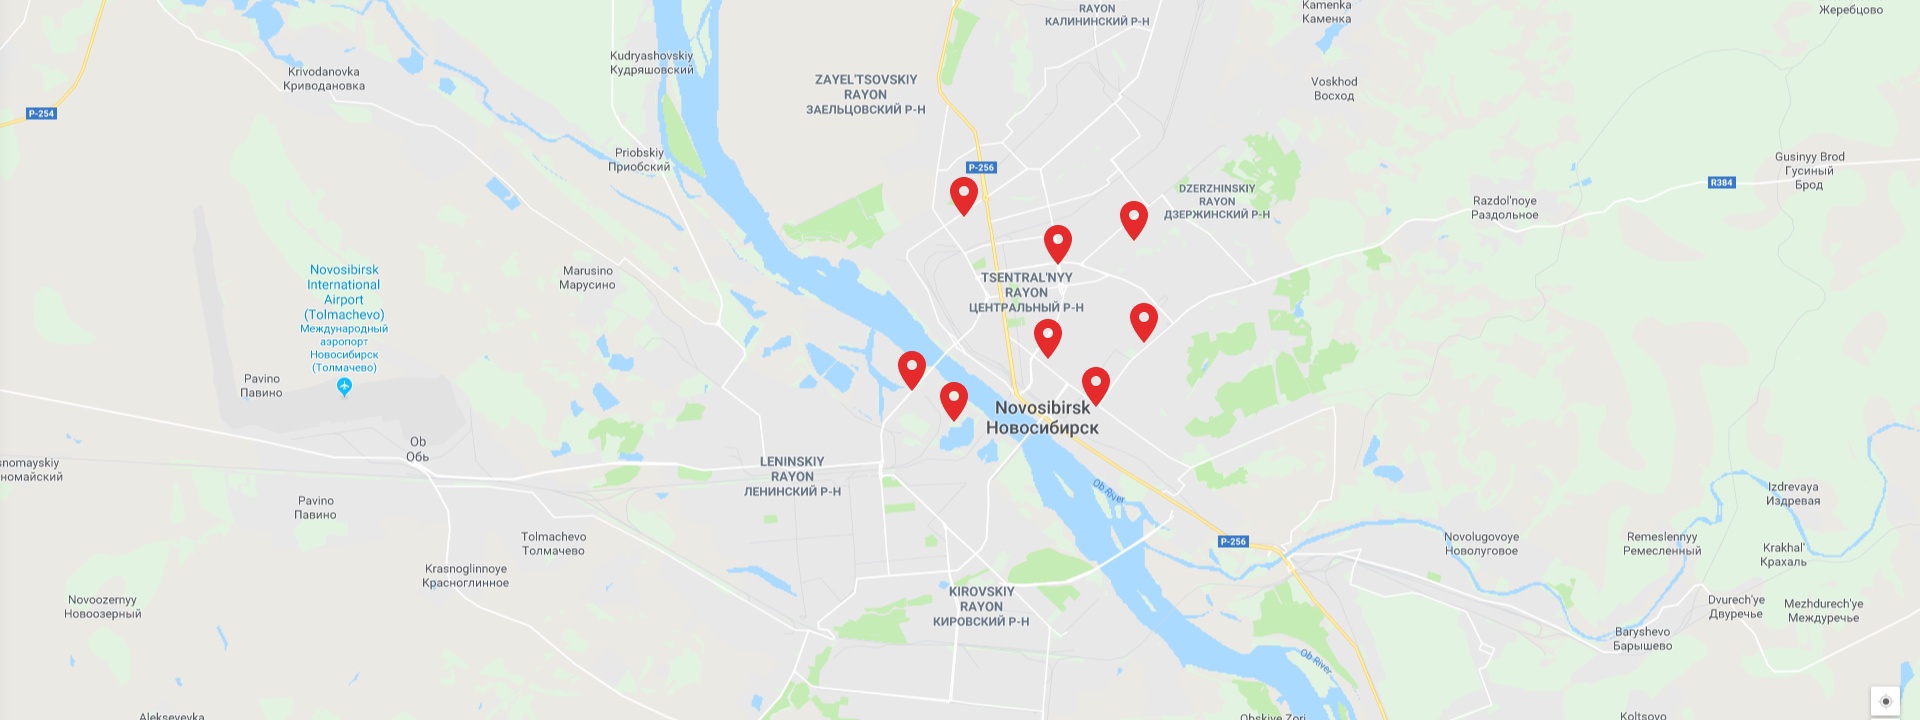 RAYON
КАЛИНИНСКИЙ Р-Н
Kamenka
Каменка
Жеребцово
Kudryashovskiy
Кудряшовский
Krivodanovka
Криводановка
ZAYEL'TSOVSKIY
RAYON
ЗАЕЛЬЦОВСКИЙ Р-Н
Voskhod
Восход
P-254
Priobskiy
Приобский
P-256
Gusinyy Brod
Гусиный
Брод
R384
DZERZHINSKIY
RAYON
ДЗЕРЖИНСКИЙ Р-Н
Razdol'noye
Раздольное
Novosibirsk
International
Airport
(Tolmachevo)
Международный
аэропорт
Новосибирск
(Толмачево)
Marusino
Марусино
TSENTRAL'NYY
RAYON
ЦЕНТРАЛЬНЫЙ Р-Н
Pavino
Павино
Novosibirsk
Новосибирск
Ob
Обь
snomayskiy
номайский
LENINSKIY
RAYON
ЛЕНИНСКИЙ Р-Н
Ob River
Izdrevaya
Издревая
Pavino
Павино
Tolmachevo
Толмачево
P-256
Novolugovoye
Новолуговое
Remeslennyy
Ремесленный
Krakhal'
Крахаль
Krasnoglinnoye
Красноглинное
KIROVSKIY
RAYON
КИРОВСКИЙ Р-Н
Novoozernyy
Новоозерный
Dvurech'ye
Двуречье
Mezhdurech'ye
Междуречье
Baryshevo
Барышево
Ob River
Alekseyevka
Obskiye Zori
Koltsovo